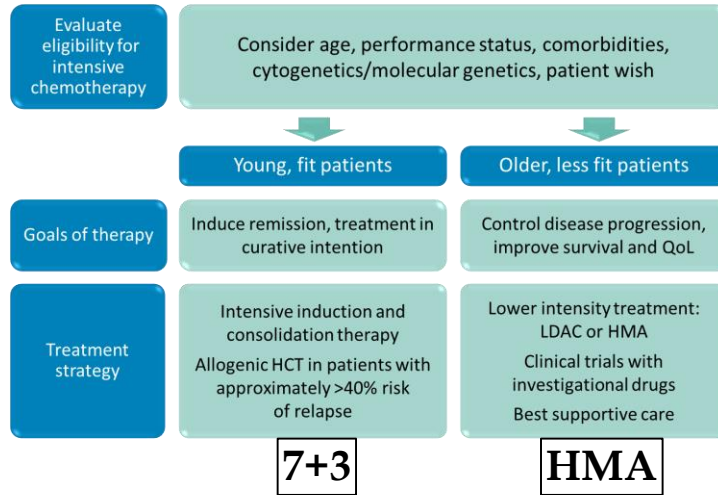 Evaluate
eligibility for
intensive
chemotherapy
Consider age, performance status, comorbidities,
cytogenetics/molecular genetics, patient wish
Young, fit patients
Older, less fit patients
Goals of therapy
Induce remission, treatment in
curative intention
Control disease progression,
improve survival and QoL
Treatment
strategy
Intensive induction and
consolidation therapy
Allogenic HCT in patients with
approximately >40% risk
of relapse
Lower intensity treatment:
LDAC or HMA
Clinical trials with
investigational drugs
Best supportive care
7+3
HMA